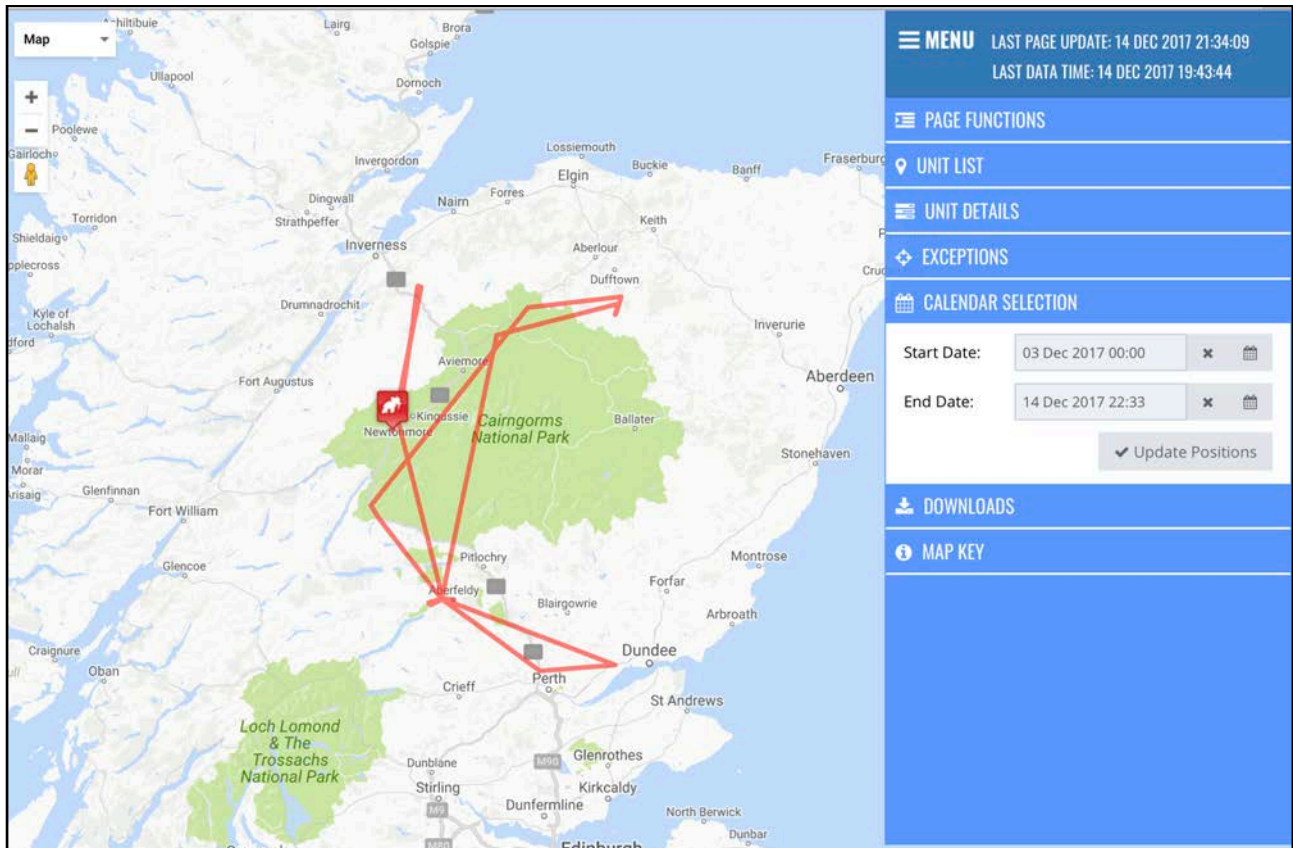 Map
+
−
Lairg
Brora
Golspie
Ullapool
Dornoch
Poolewe
Lossiemouth
Invergordon
Elgin
Buckie
Banff
Dingwall
Nairn
Forres
Torridon
Strathpeffer
Keith
Inverness
Aberlour
Dufftown
Drumnadrochit
Kyle of
Lochalsh
Inverurie
Aviemore
Fort Augustus
Aberdeen
Kingussie
Cairngorms
National Park
Ballater
Newtonmore
Mallaig
Stonehaven
Morar
Glenfinnan
Fort William
Pitlochry
Montrose
Glencoe
Forfar
Aberfeldy
Blairgowrie
Arbroath
Craignure
Dundee
Oban
Perth
Crieff
St Andrews
Loch Lomond
& The
Trossachs
National Park
Dunblane
M90
Glenrothes
Stirling
Kirkcaldy
Dunfermline
M9
North Berwick
Dunbar
M80
Edinburgh
MENU
LAST PAGE UPDATE: 14 DEC 2017 21:34:09
LAST DATA TIME: 14 DEC 2017 19:43:44
PAGE FUNCTIONS
UNIT LIST
UNIT DETAILS
EXCEPTIONS
CALENDAR SELECTION
Start Date: 03 Dec 2017 00:00
End Date: 14 Dec 2017 22:33
Update Positions
DOWNLOADS
MAP KEY